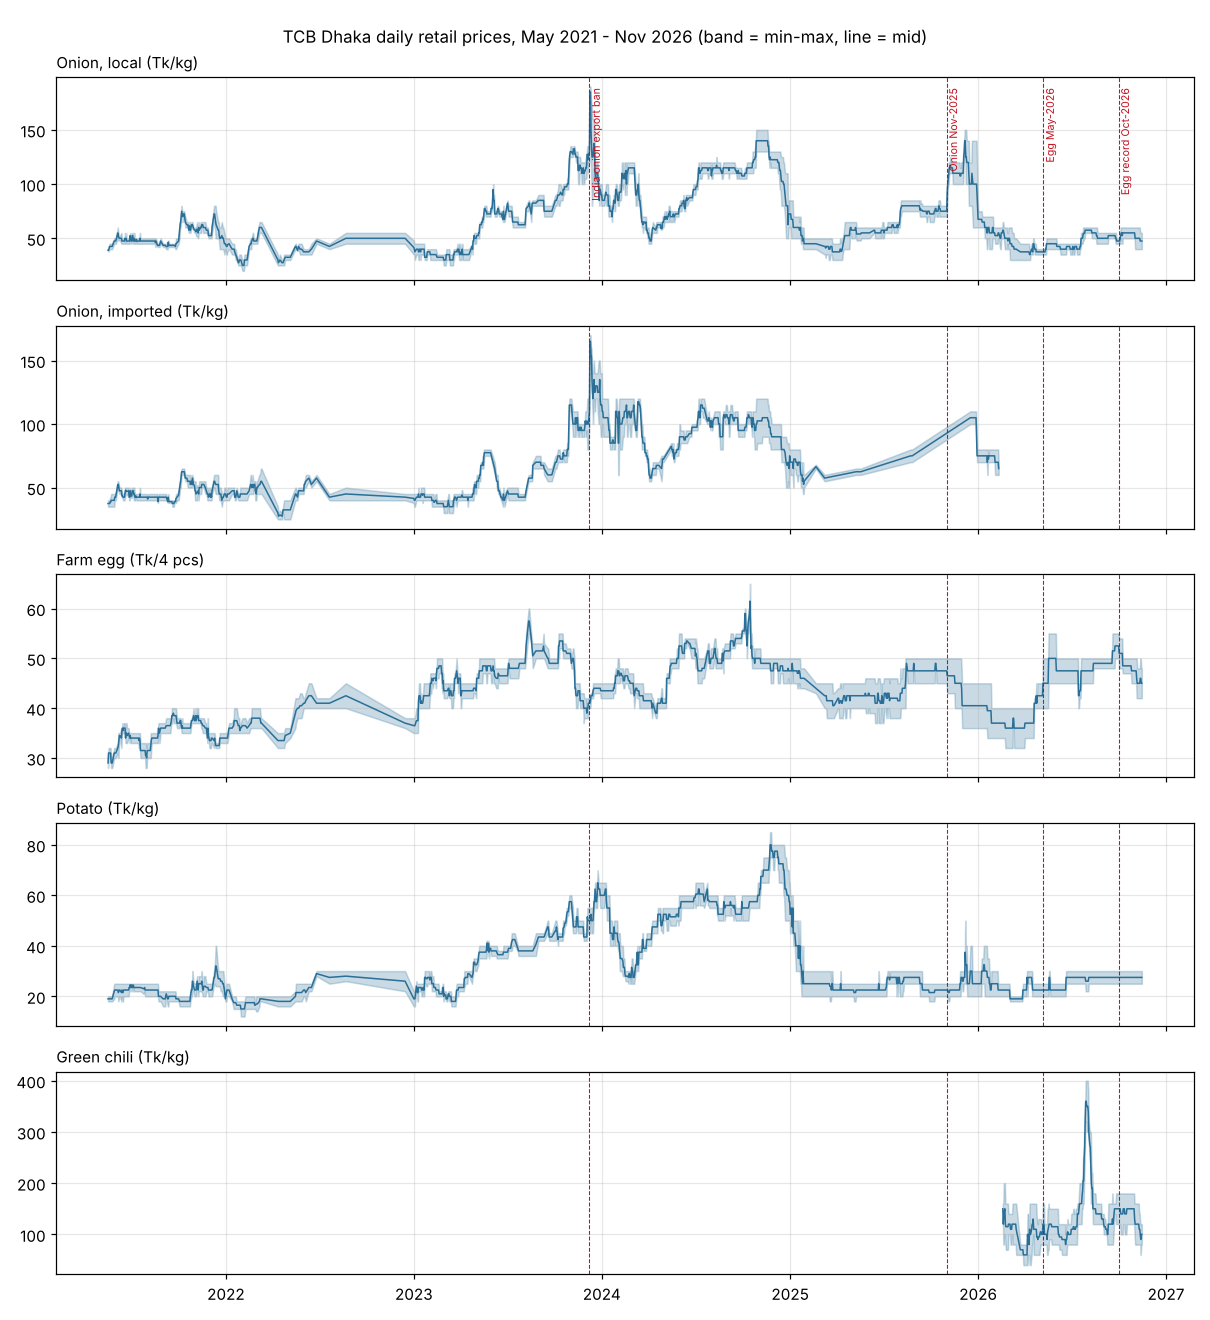 TCB Dhaka daily retail prices, May 2021 - Nov 2026 (band = min-max, line = mid)
Onion, local (Tk/kg)
150
100
50
India onion export ban
Onion Nov-2025
Egg May-2026
Egg record Oct-2026
Onion, imported (Tk/kg)
150
100
50
Farm egg (Tk/4 pcs)
60
50
40
30
Potato (Tk/kg)
80
60
40
20
Green chili (Tk/kg)
400
300
200
100
2022 2023 2024 2025 2026 2027